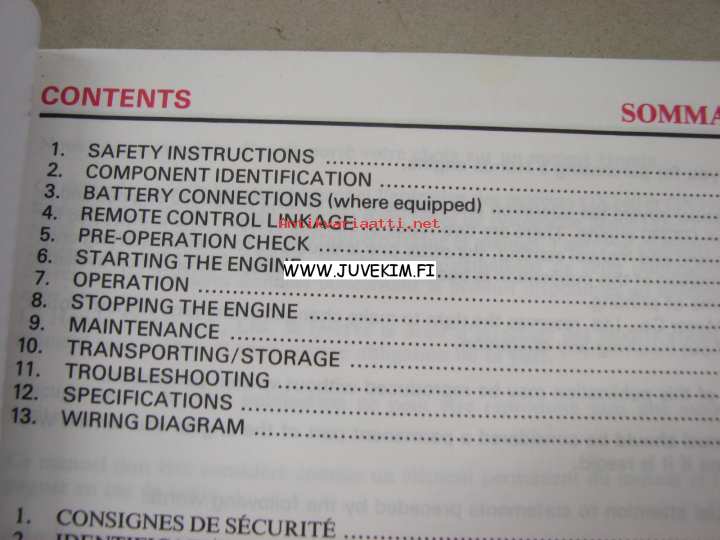 CONTENTS
SOMMA
1. SAFETY INSTRUCTIONS
2. COMPONENT IDENTIFICATION
3. BATTERY CONNECTIONS (where equipped)
4. REMOTE CONTROL LINKAGE
Antikvariaatti.net
5. PRE-OPERATION CHECK
6. STARTING THE ENGINE
WWW.JUVEKIM.FI
7. OPERATION
8. STOPPING THE ENGINE
9. MAINTENANCE
10. TRANSPORTING/STORAGE
11. TROUBLESHOOTING
12. SPECIFICATIONS
13. WIRING DIAGRAM
1. CONSIGNES DE SÉCURITÉ
2.